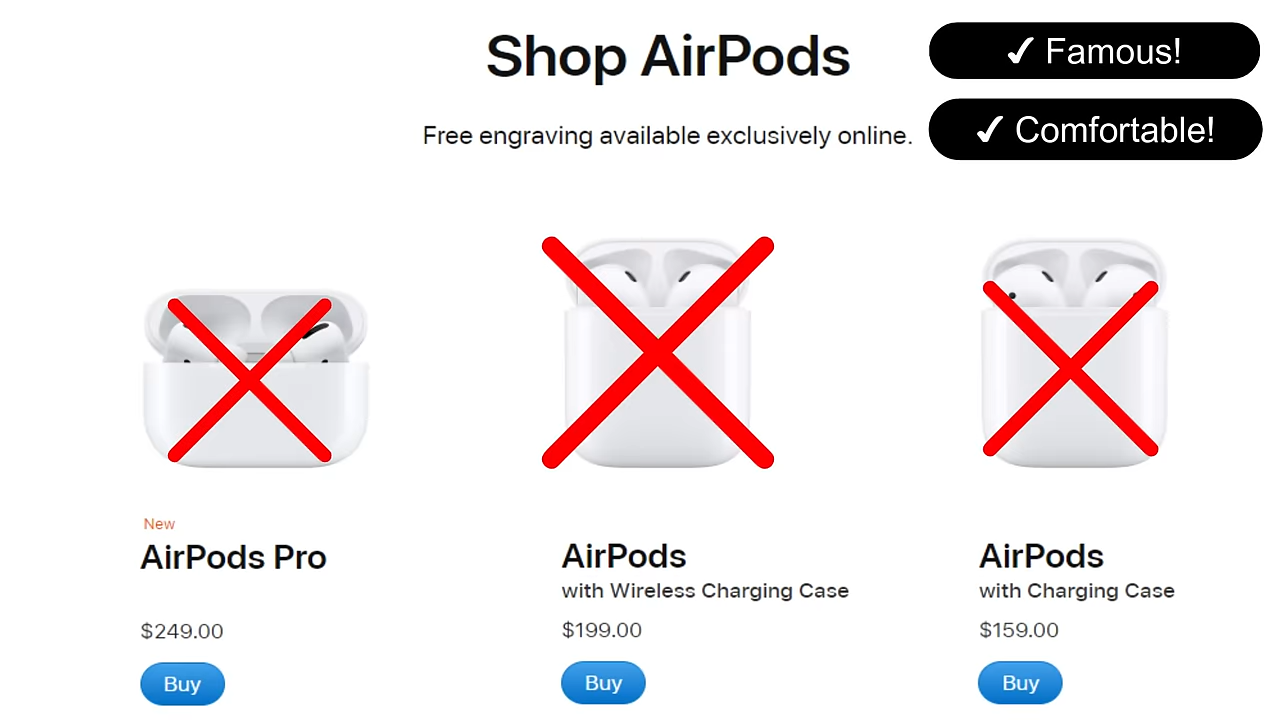 Shop AirPods
✓ Famous!
Free engraving available exclusively online.
✓ Comfortable!
New
AirPods Pro
$249.00
Buy
AirPods
with Wireless Charging Case
$199.00
Buy
AirPods
with Charging Case
$159.00
Buy